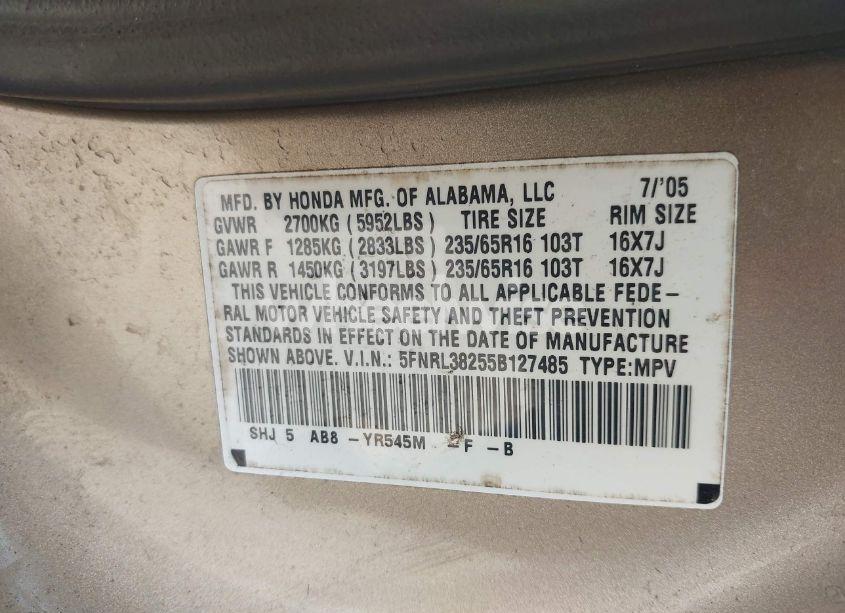 MFD. BY HONDA MFG. OF ALABAMA, LLC 7/'05
GVWR 2700KG (5952LBS) TIRE SIZE RIM SIZE
GAWR F 1285KG (2833LBS) 235/65R16 103T 16X7J
GAWR R 1450KG (3197LBS) 235/65R16 103T 16X7J
THIS VEHICLE CONFORMS TO ALL APPLICABLE FEDE-
RAL MOTOR VEHICLE SAFETY AND THEFT PREVENTION
STANDARDS IN EFFECT ON THE DATE OF MANUFACTURE
SHOWN ABOVE. V.I.N.: 5FNRL38255B127485 TYPE:MPV
SHJ 5 AB8 -YR545M -F -B